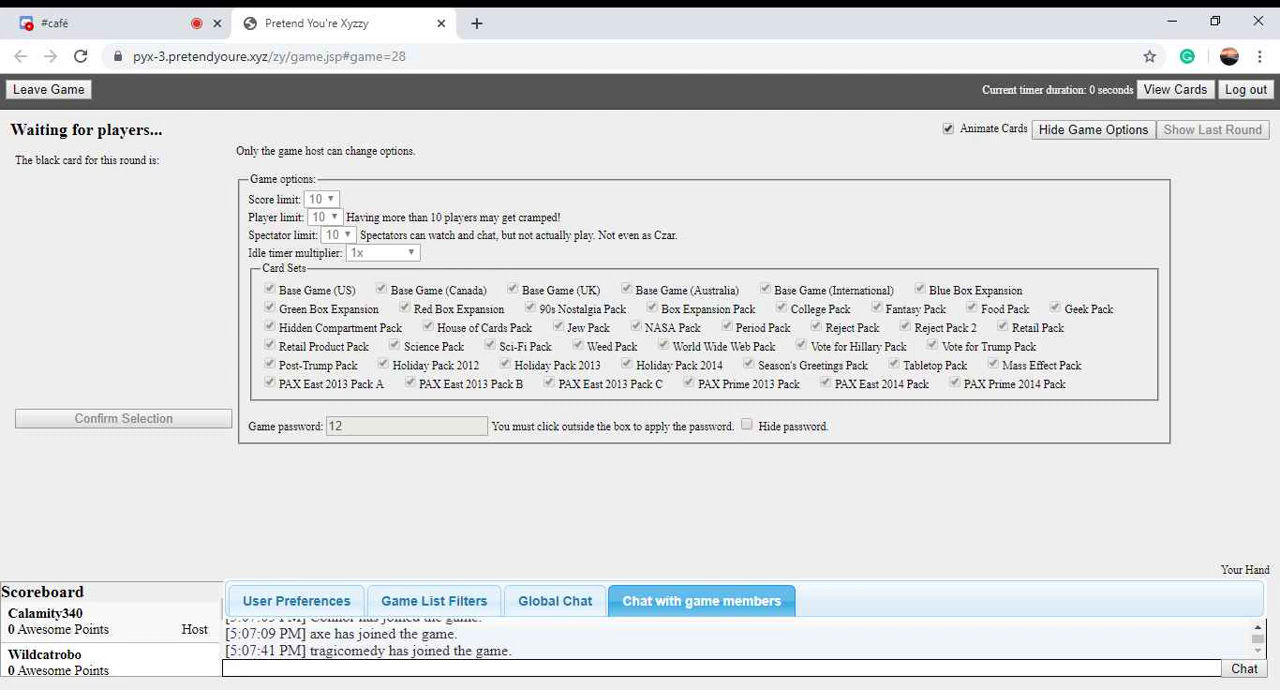 #café
Pretend You're Xyzzy
pyx-3.pretendyoure.xyz/zy/game.jsp#game=28
Leave Game
Current timer duration: 0 seconds View Cards Log out
Waiting for players...
Animate Cards Hide Game Options Show Last Round
The black card for this round is:
Only the game host can change options.
Game options:
Score limit: 10
Player limit: 10 Having more than 10 players may get cramped!
Spectator limit: 10 Spectators can watch and chat, but not actually play. Not even as Czar.
Idle timer multiplier: 1x
Card Sets
Base Game (US) Base Game (Canada) Base Game (UK) Base Game (Australia) Base Game (International) Blue Box Expansion
Green Box Expansion Red Box Expansion 90s Nostalgia Pack Box Expansion Pack College Pack Fantasy Pack Food Pack Geek Pack
Hidden Compartment Pack House of Cards Pack Jew Pack NASA Pack Period Pack Reject Pack Reject Pack 2 Retail Pack
Retail Product Pack Science Pack Sci-Fi Pack Weed Pack World Wide Web Pack Vote for Hillary Pack Vote for Trump Pack
Post-Trump Pack Holiday Pack 2012 Holiday Pack 2013 Holiday Pack 2014 Season's Greetings Pack Tabletop Pack Mass Effect Pack
PAX East 2013 Pack A PAX East 2013 Pack B PAX East 2013 Pack C PAX Prime 2013 Pack PAX East 2014 Pack PAX Prime 2014 Pack
Confirm Selection
Game password: 12 You must click outside the box to apply the password. Hide password.
Your Hand
Scoreboard
Calamity340
0 Awesome Points Host
Wildcatrobo
0 Awesome Points
User Preferences Game List Filters Global Chat Chat with game members
[5:07:05 PM] Connor has joined the game.
[5:07:09 PM] axe has joined the game.
[5:07:41 PM] tragicomedy has joined the game.
Chat